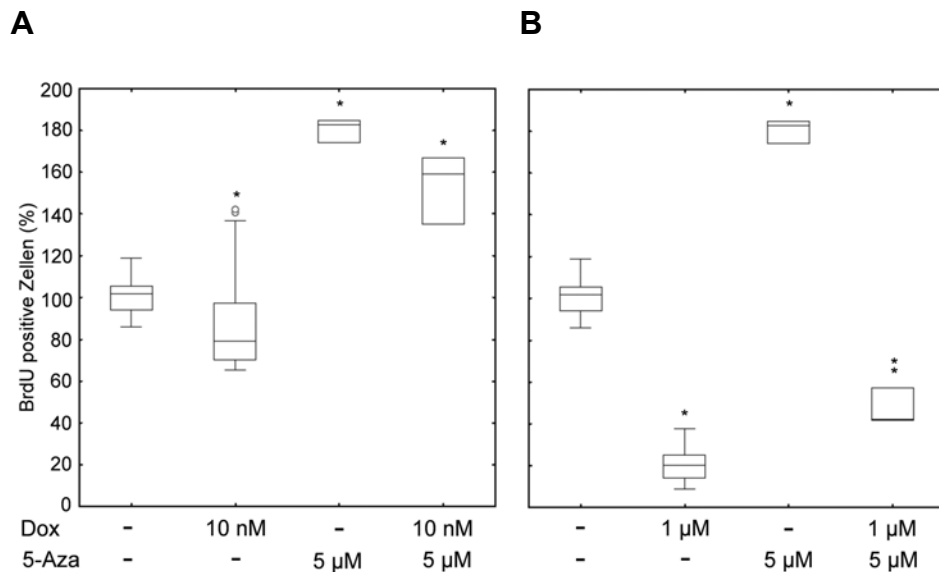 A B
200
180
160
140
120
100
80
60
40
20
0
BrdU positive Zellen (%)
* * * *
* * * *
Dox - 10 nM - 10 nM - 1 µM - 1 µM
5-Aza - - 5 µM 5 µM - - 5 µM 5 µM